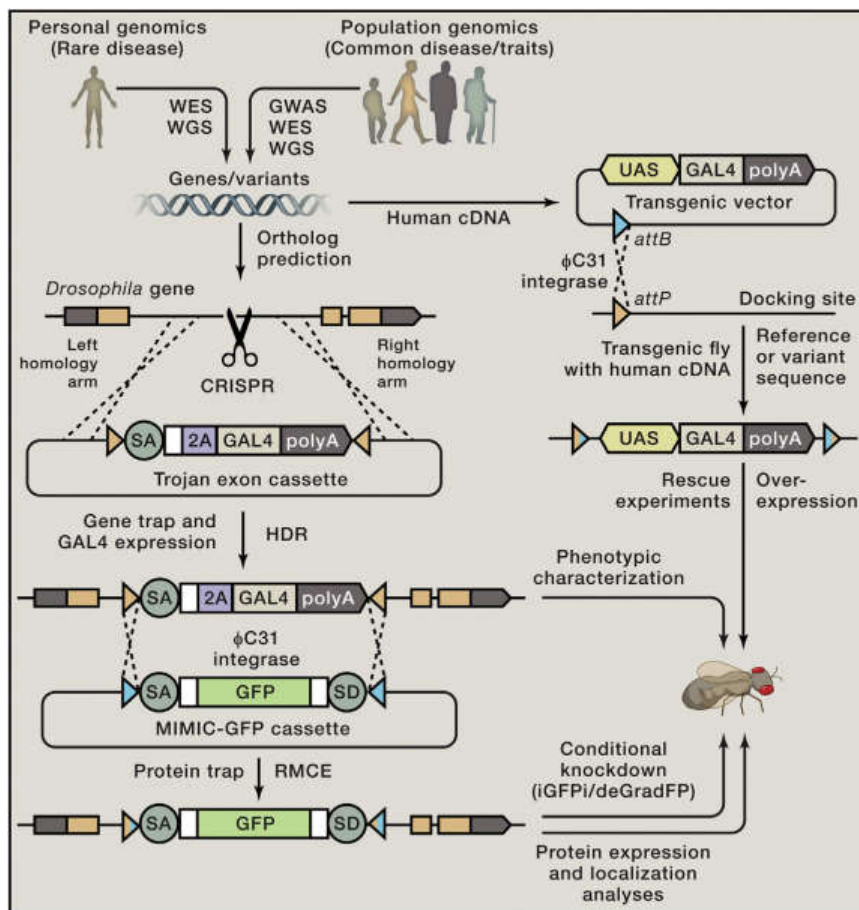 Personal genomics
(Rare disease)
Population genomics
(Common disease/traits)
WES
WGS
GWAS
WES
WGS
Genes/variants
Human cDNA
UAS
GAL4
polyA
Transgenic vector
attB
ϕC31
integrase
attP
Docking site
Ortholog
prediction
Drosophila gene
Left
homology
arm
Right
homology
arm
CRISPR
Transgenic fly
with human cDNA
Reference
or variant
sequence
SA
2A
GAL4
polyA
Trojan exon cassette
UAS
GAL4
polyA
Rescue
experiments
Over-
expression
Gene trap and
GAL4 expression
HDR
Phenotypic
characterization
SA
2A
GAL4
polyA
ϕC31
integrase
SA
GFP
SD
MIMIC-GFP cassette
Protein trap
RMCE
Conditional
knockdown
(iGFPi/deGradFP)
SA
GFP
SD
Protein expression
and localization
analyses